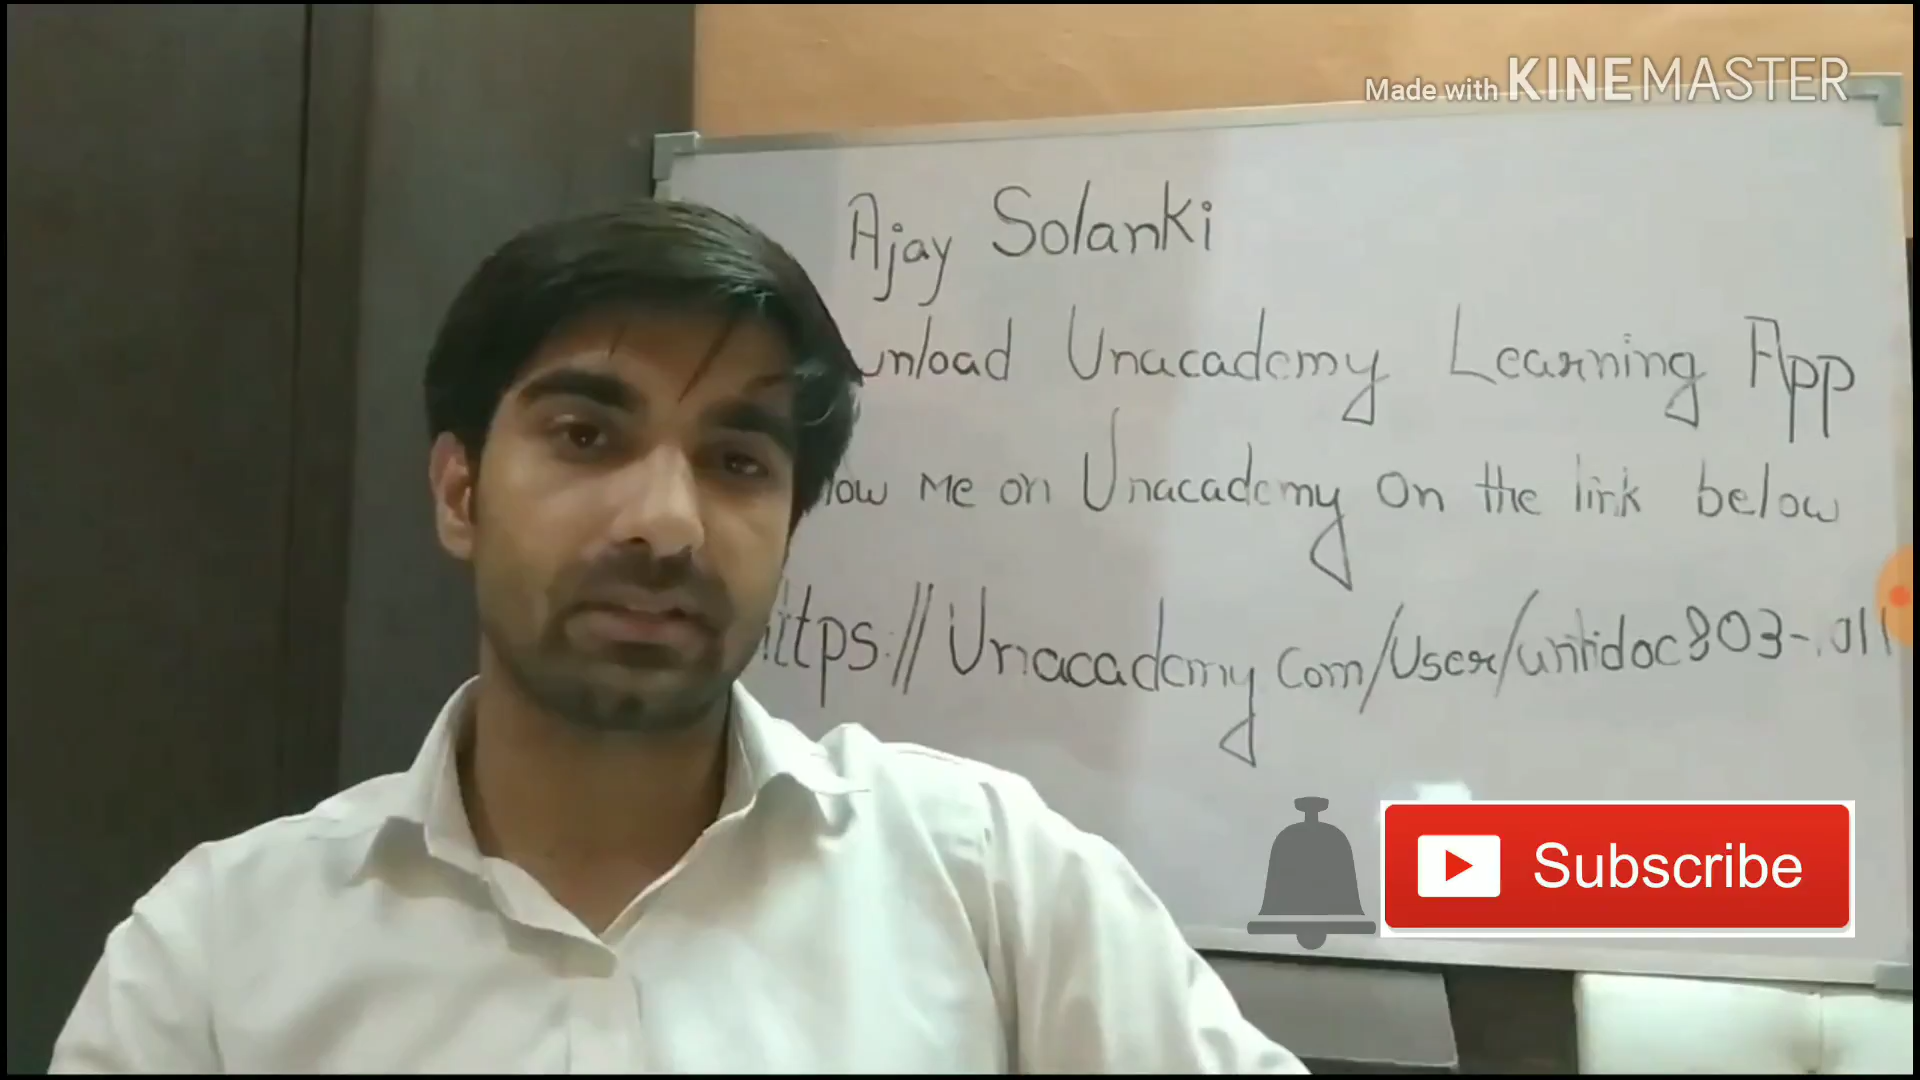 Made with KINEMASTER
Ajay Solanki
wnload Unacademy Learning App
low me on Unacademy On the link below
ttps://Unacademy.com/User/
Subscribe